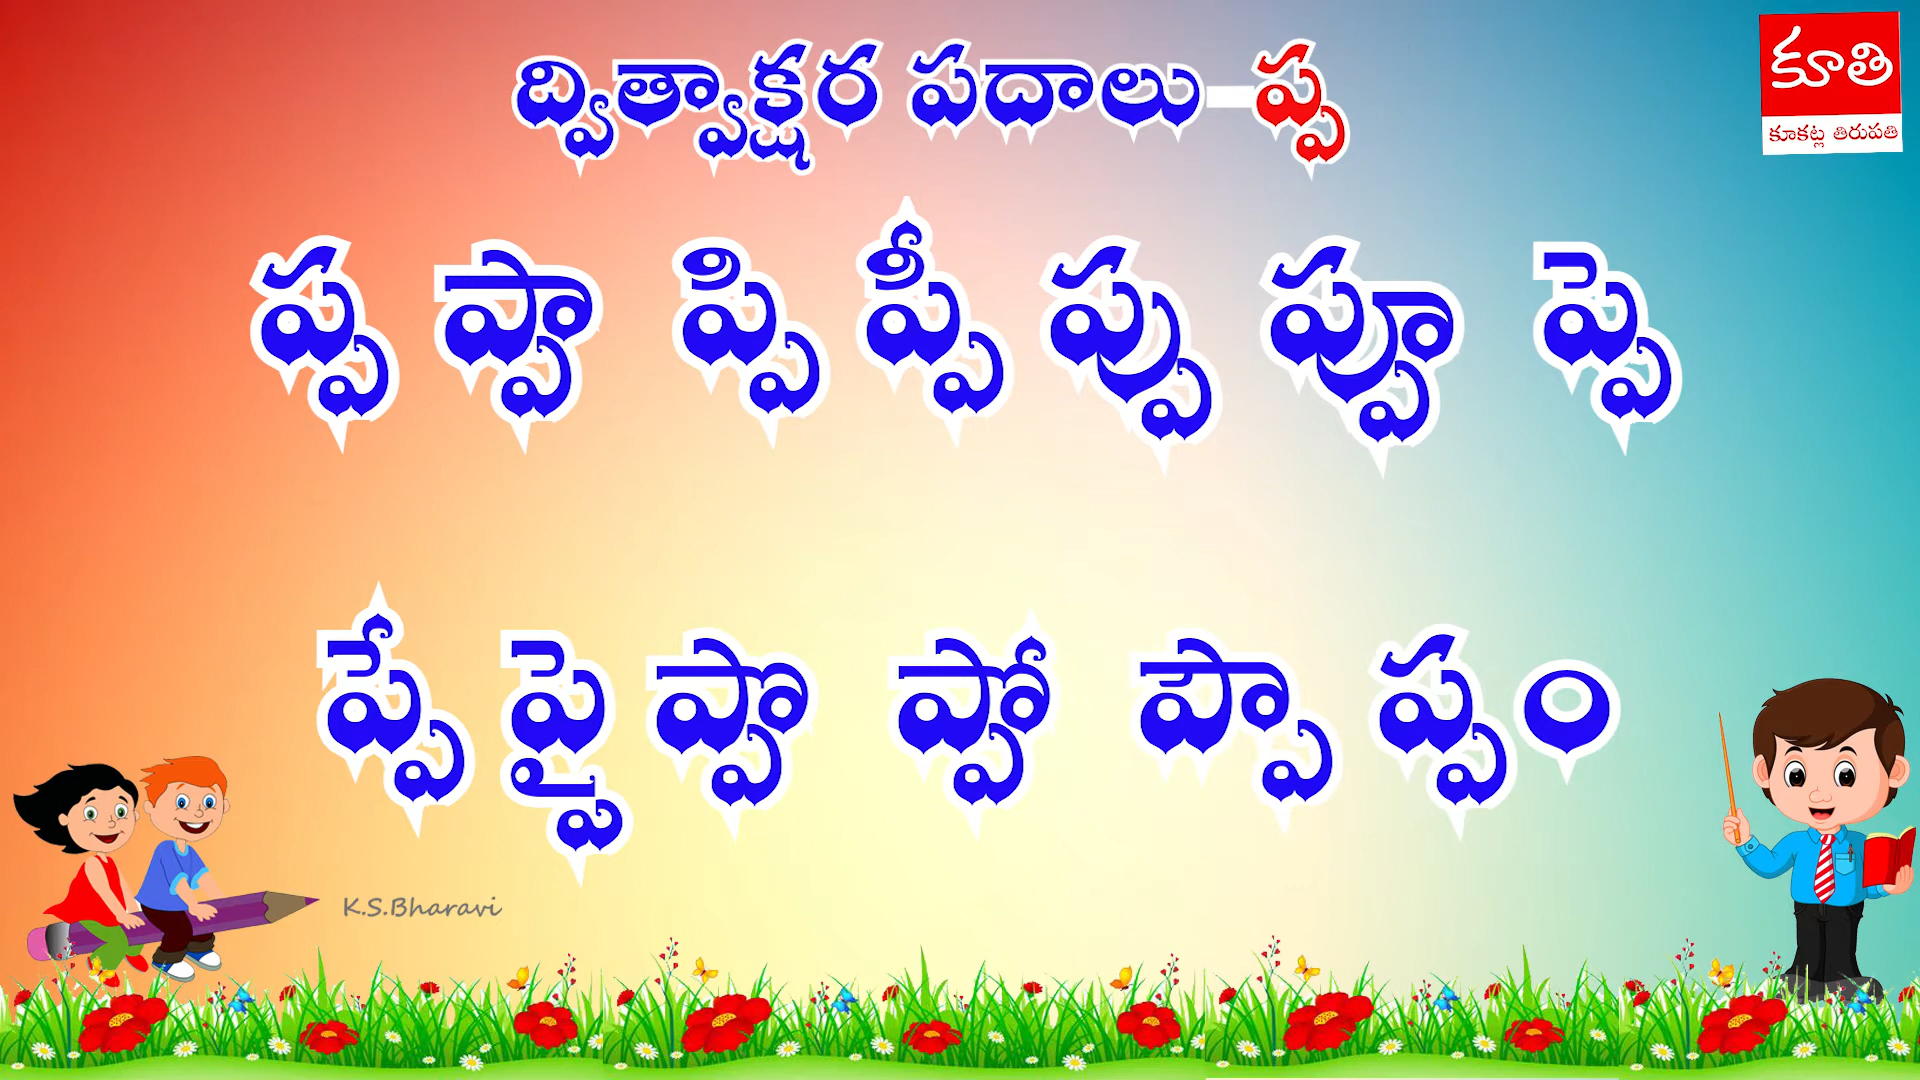 ద్విత్వాక్షర పదాలు-ప్ప
కూతి
కూకట్ల తిరుపతి
ప్ప ప్పా ప్పి ప్పీ ప్పు ప్పూ ప్పె
ప్పే ప్పై ప్పొ ప్పో ప్పౌ ప్పం
K.S.Bharavi